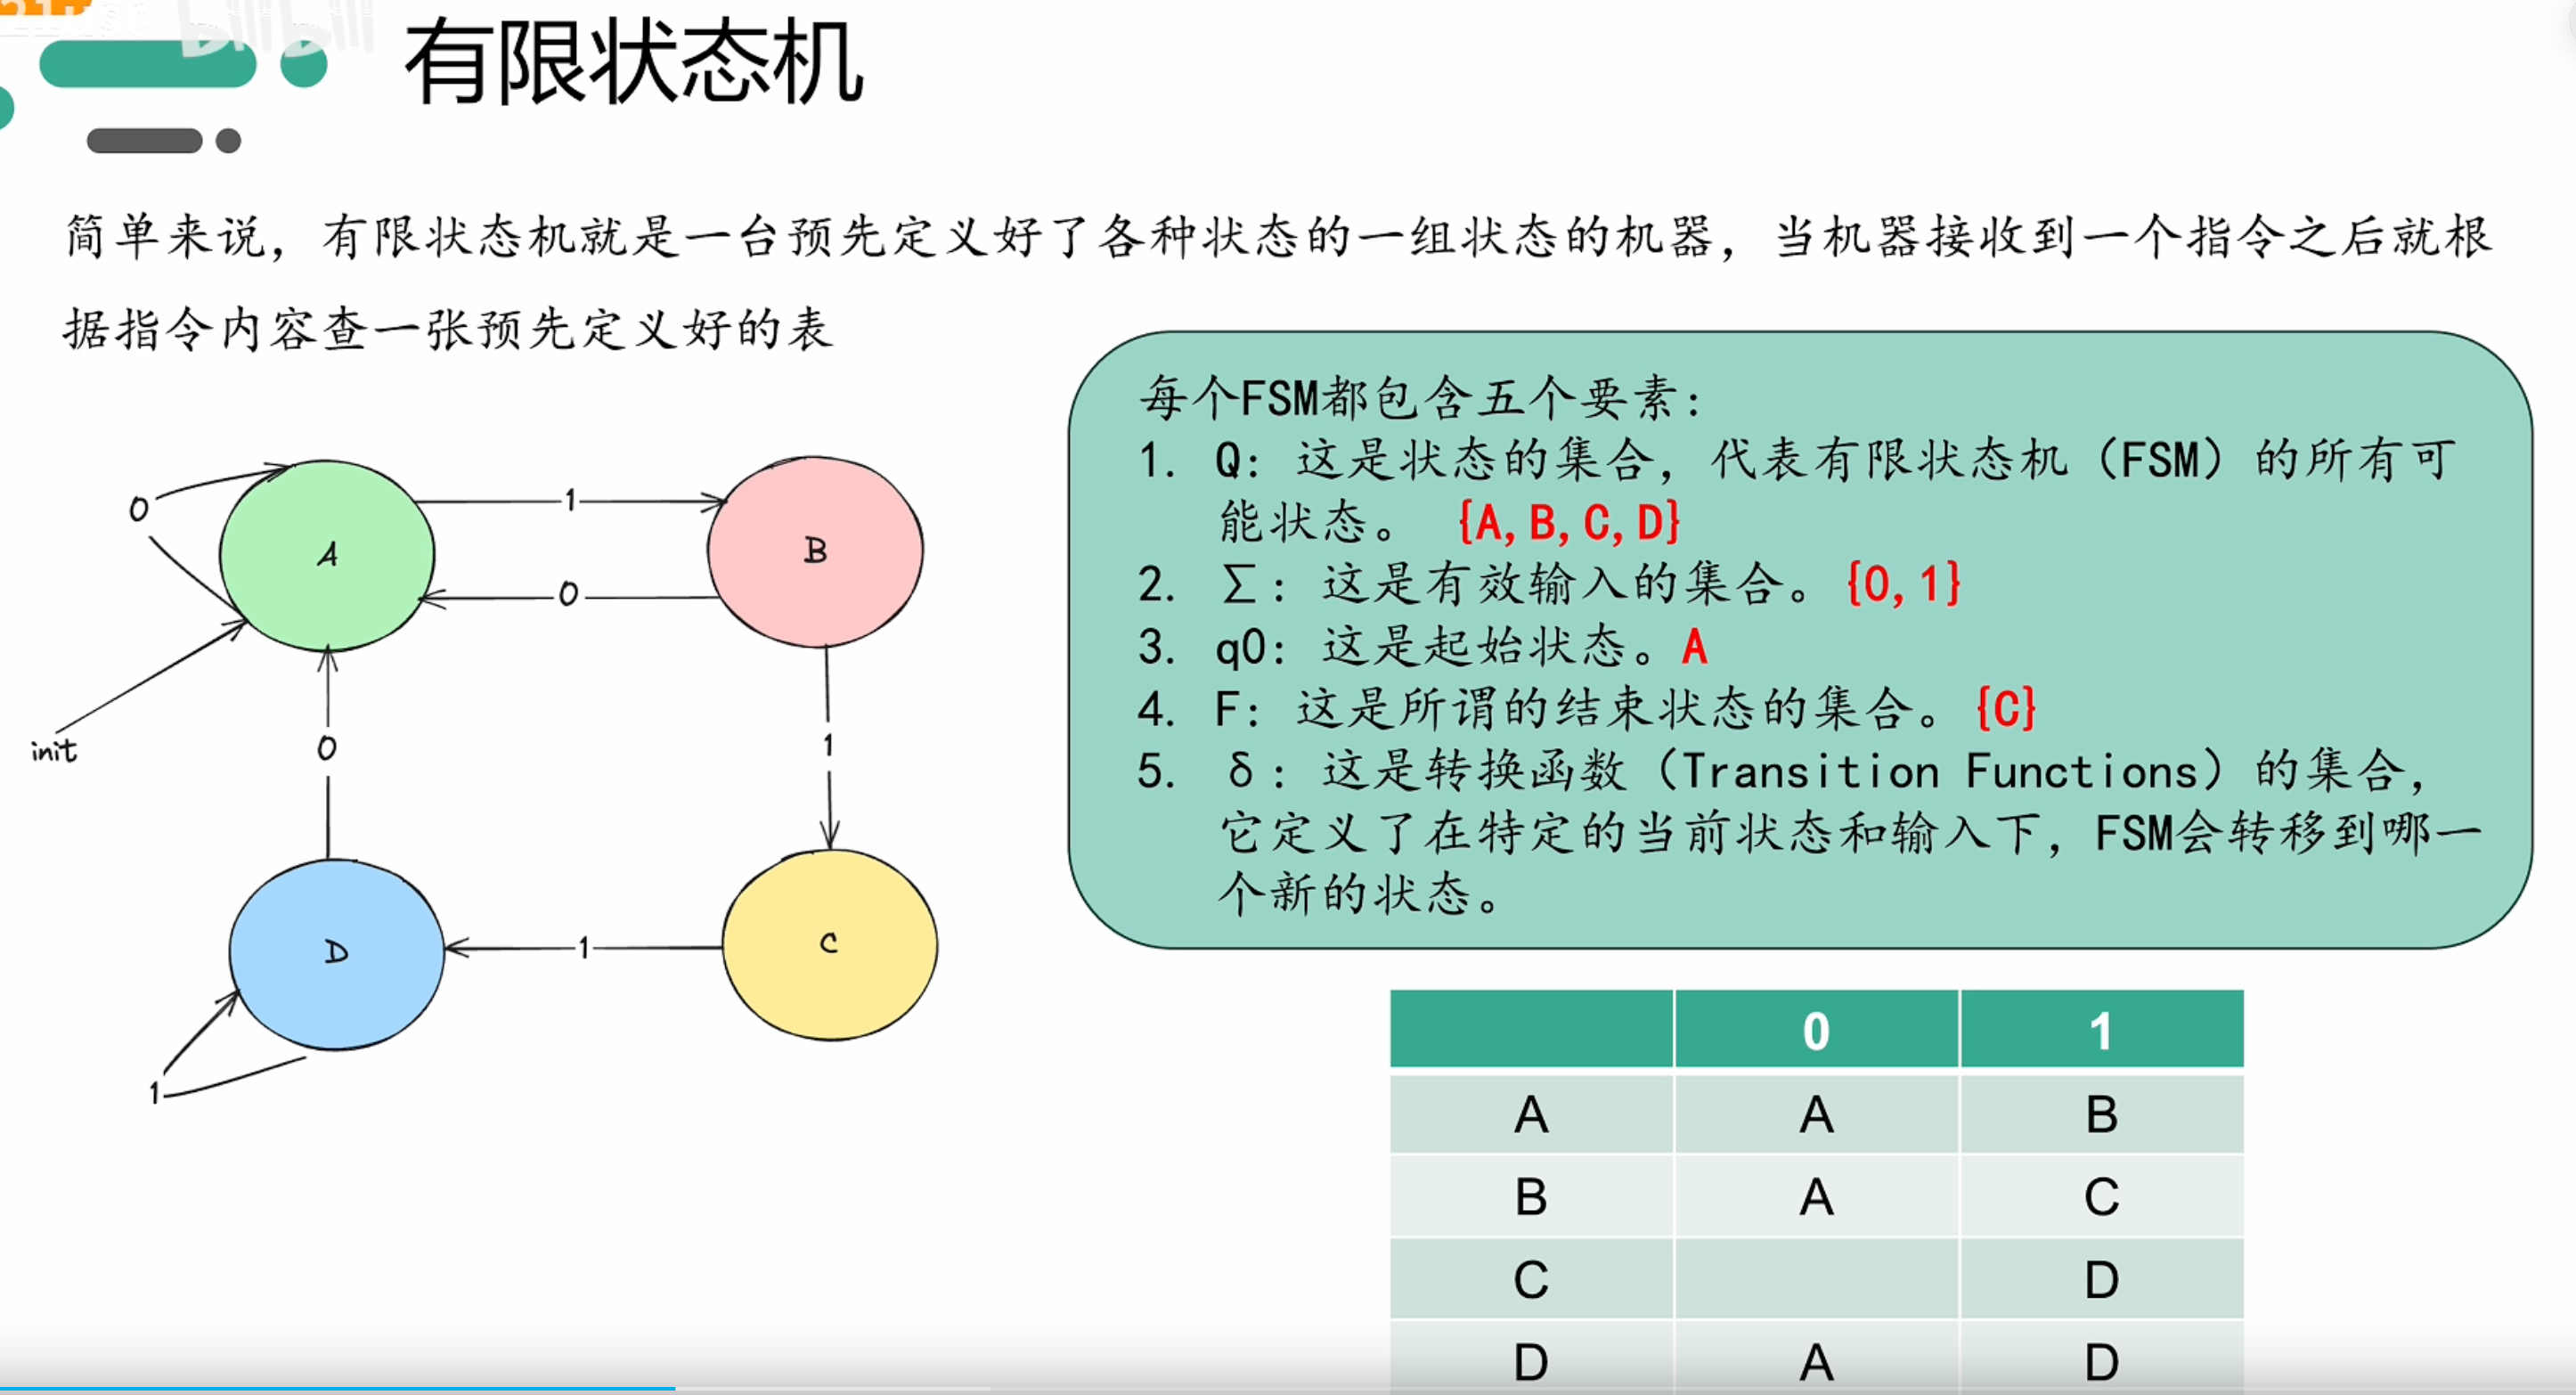 bilibili
有限状态机
简单来说，有限状态机就是一台预先定义好了各种状态的一组状态的机器，当机器接收到一个指令之后就根
据指令内容查一张预先定义好的表
每个FSM都包含五个要素：
1. Q：这是状态的集合，代表有限状态机（FSM）的所有可
能状态。 {A,B,C,D}
2. ∑：这是有效输入的集合。{0,1}
3. q0：这是起始状态。A
4. F：这是所谓的结束状态的集合。{C}
5. δ：这是转换函数（Transition Functions）的集合，
它定义了在特定的当前状态和输入下，FSM会转移到哪一
个新的状态。
0
A
1
B
0
init
0
1
D
1
C
1
0 1
A A B
B A C
C D
D A D